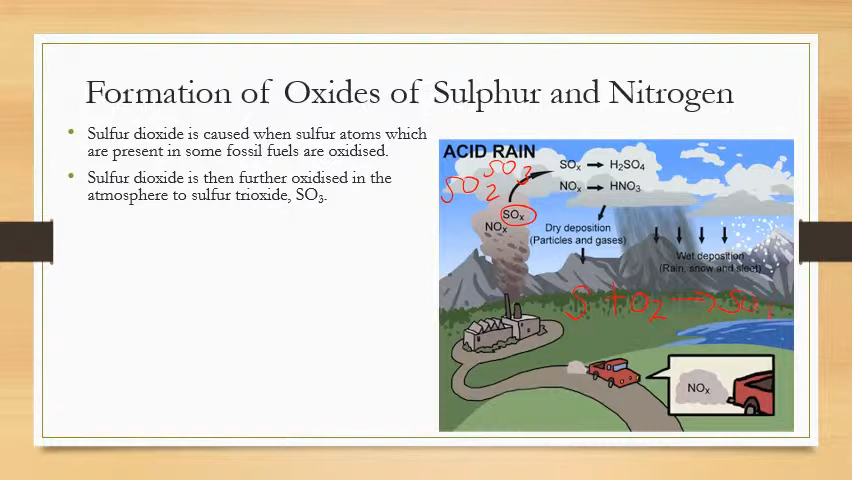 Formation of Oxides of Sulphur and Nitrogen
• Sulfur dioxide is caused when sulfur atoms which
are present in some fossil fuels are oxidised.
• Sulfur dioxide is then further oxidised in the
atmosphere to sulfur trioxide, SO₃.
ACID RAIN
SO₂ SO₃
SOx → H2SO4
NOx → HNO3
SOx
NOx
Dry deposition
(Particles and gases)
Wet deposition
(Rain, snow and sleet)
S + O₂ → SO₂
NOx